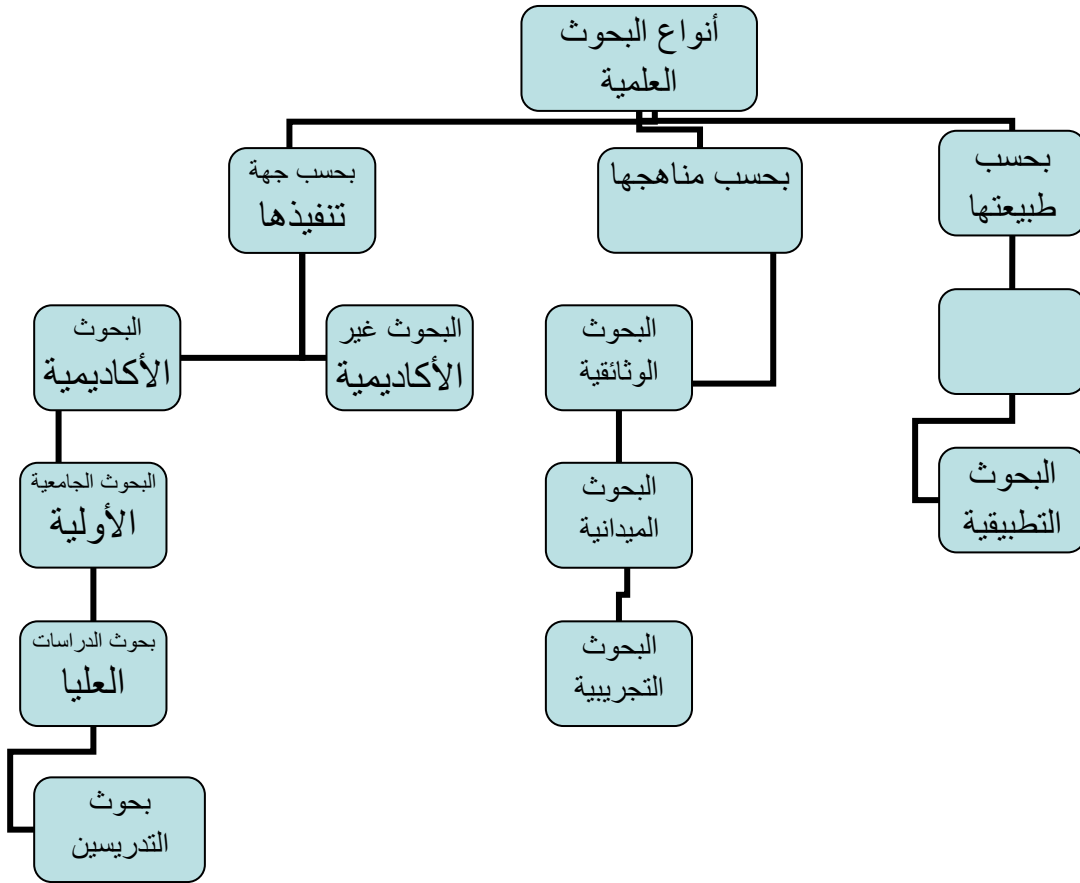 أنواع البحوث
العلمية
بحسب
طبيعتها
بحسب مناهجها
بحسب جهة
تنفيذها
البحوث
الوثائقية
البحوث غير
الأكاديمية
البحوث
الأكاديمية
البحوث
التطبيقية
البحوث
الميدانية
البحوث الجامعية
الأولية
البحوث
التجريبية
بحوث الدراسات
العليا
بحوث
التدريسين